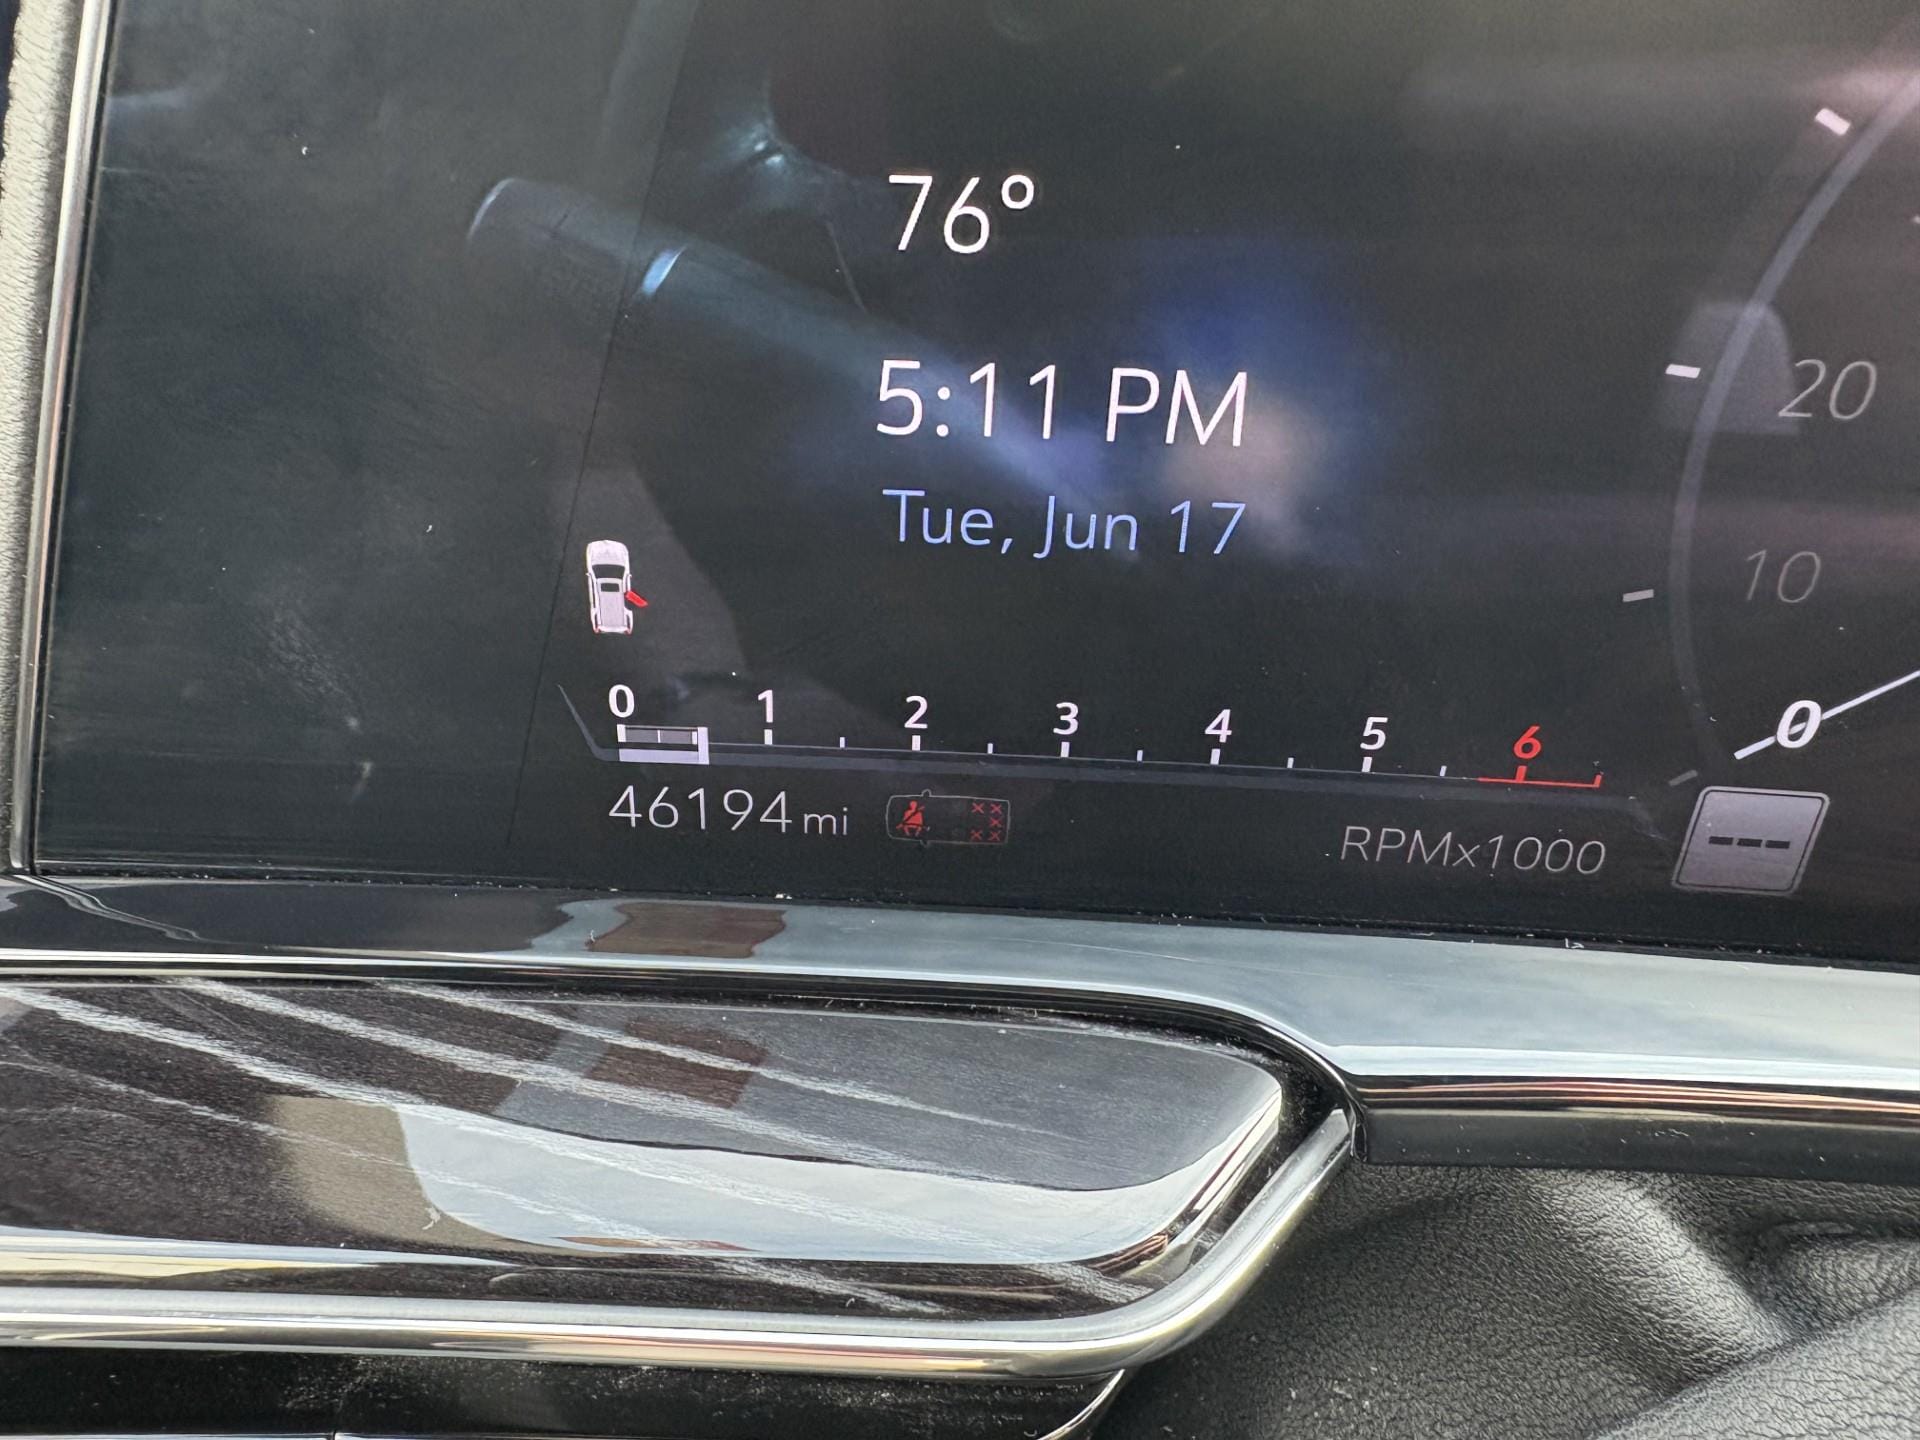 76°
5:11 PM
Tue, Jun 17
20
10
0
0 1 2 3 4 5 6
46194 mi
RPMx1000
---